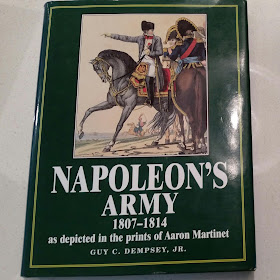 NAPOLEON'S
ARMY
1807–1814
as depicted in the prints of Aaron Martinet
GUY C. DEMPSEY, JR.